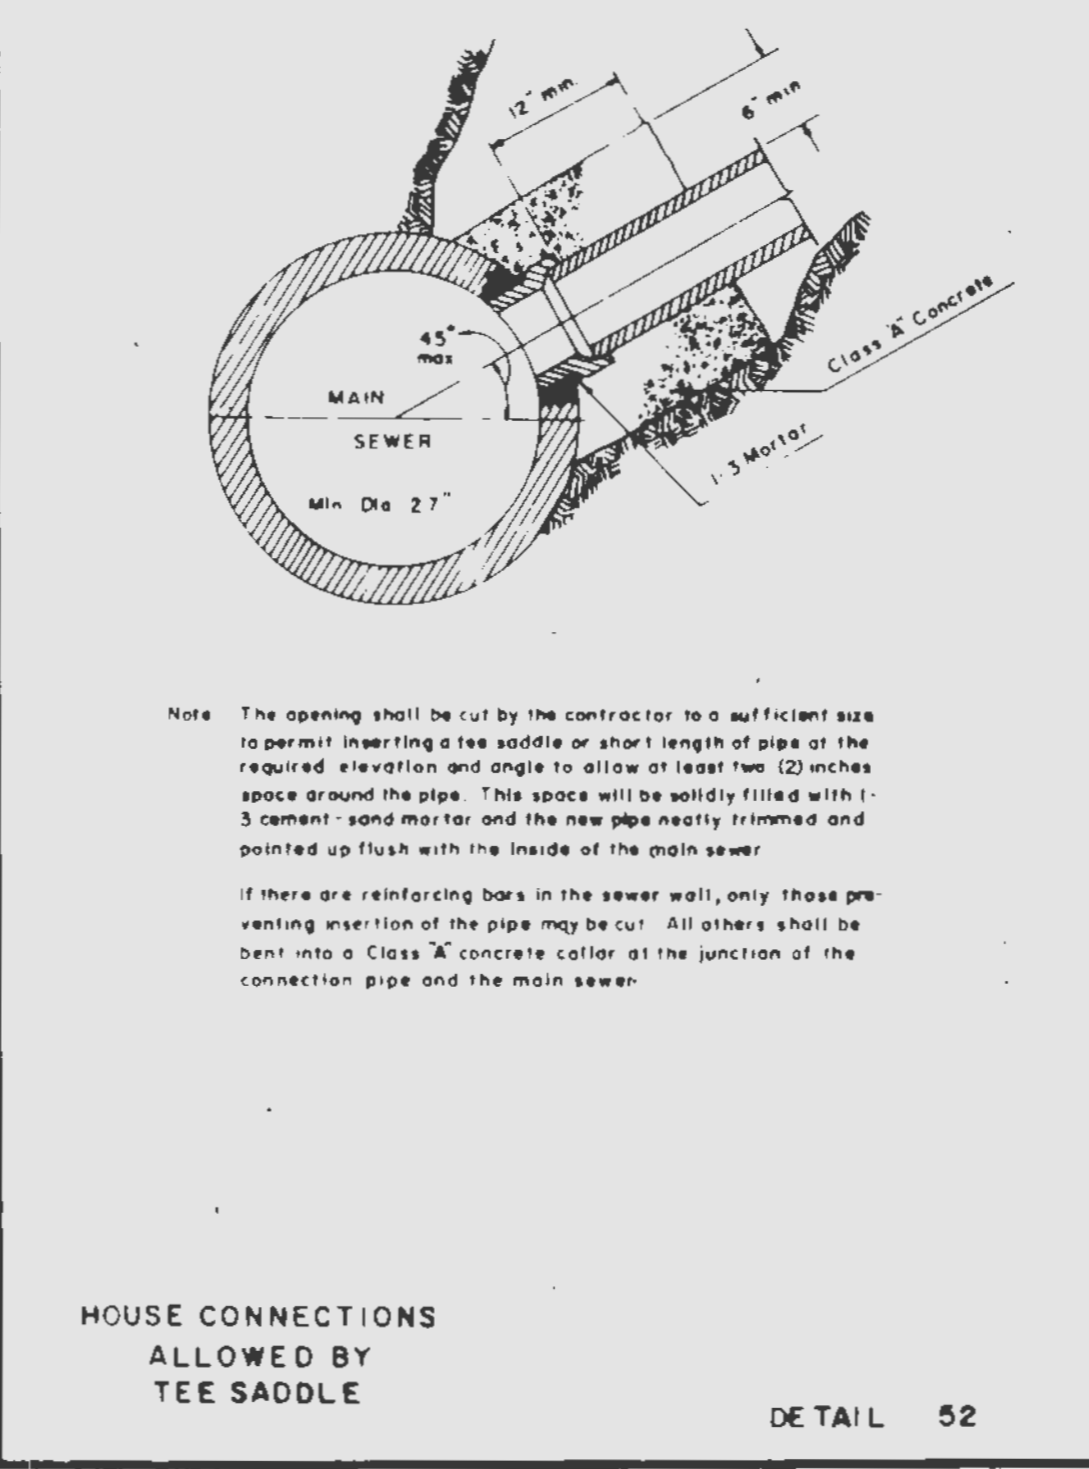 12" min.
6" min
45°
max
MAIN
SEWER
Min Dia 27"
Class "A" Concrete
1-3 Mortar
Note The opening shall be cut by the contractor to a sufficient size
to permit inserting a tee saddle or short length of pipe at the
required elevation and angle to allow at least two (2) inches
space around the pipe. This space will be solidly filled with 1-
3 cement-sand mortar and the new pipe neatly trimmed and
pointed up flush with the inside of the main sewer
If there are reinforcing bars in the sewer wall, only those pre-
venting insertion of the pipe may be cut All others shall be
bent into a Class "A" concrete collar at the junction of the
connection pipe and the main sewer.
HOUSE CONNECTIONS
ALLOWED BY
TEE SADDLE
DETAIL 52